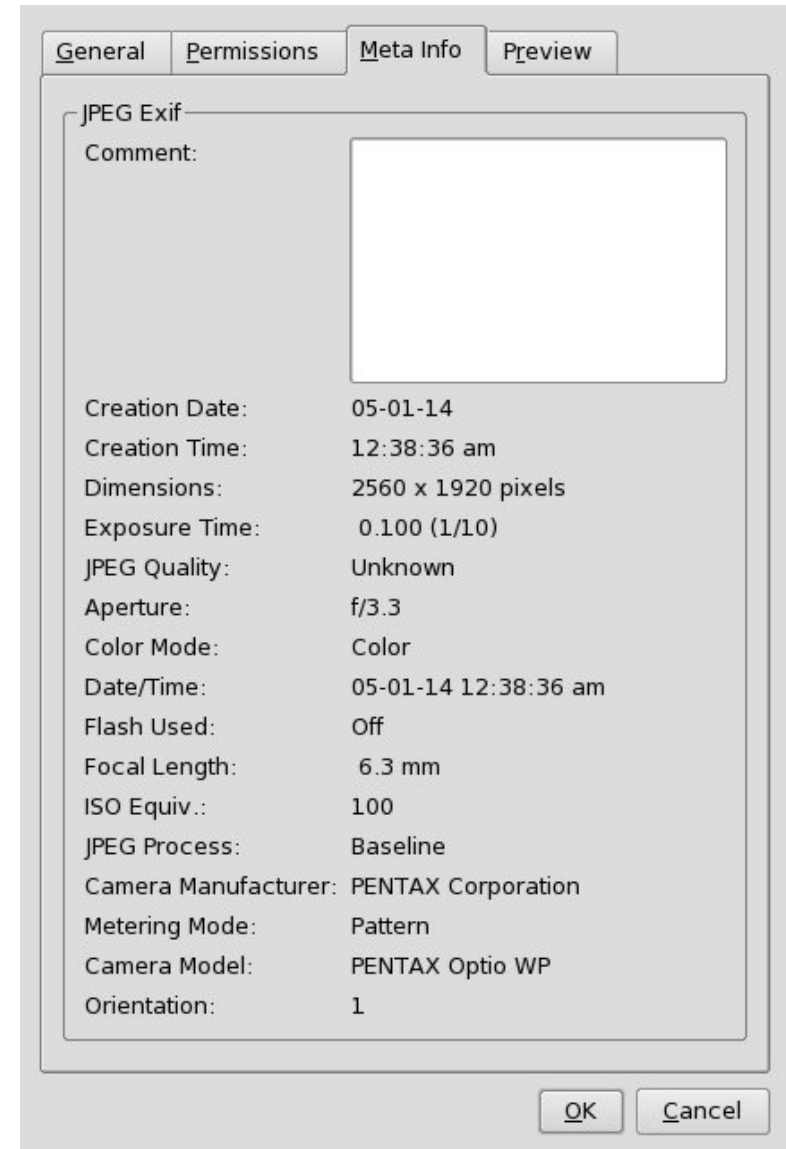 General Permissions Meta Info Preview
JPEG Exif
Comment:
Creation Date: 05-01-14
Creation Time: 12:38:36 am
Dimensions: 2560 x 1920 pixels
Exposure Time: 0.100 (1/10)
JPEG Quality: Unknown
Aperture: f/3.3
Color Mode: Color
Date/Time: 05-01-14 12:38:36 am
Flash Used: Off
Focal Length: 6.3 mm
ISO Equiv.: 100
JPEG Process: Baseline
Camera Manufacturer: PENTAX Corporation
Metering Mode: Pattern
Camera Model: PENTAX Optio WP
Orientation: 1
OK Cancel